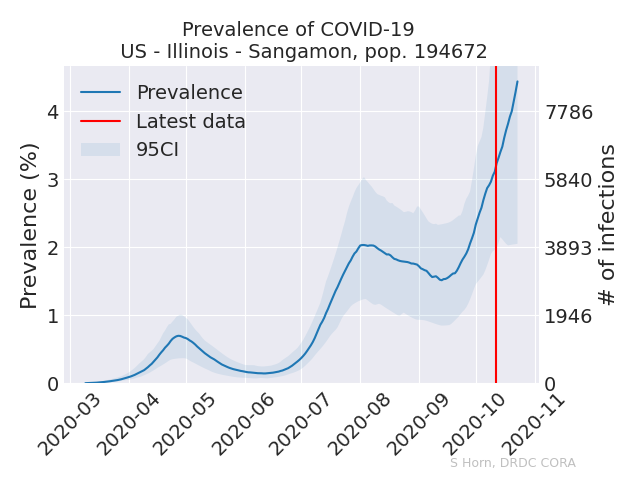 Prevalence of COVID-19
US - Illinois - Sangamon, pop. 194672
Prevalence
Latest data
95CI
Prevalence (%)
4
3
2
1
0
7786
5840
3893
1946
0
# of infections
2020-03
2020-04
2020-05
2020-06
2020-07
2020-08
2020-09
2020-10
2020-11
S Horn, DRDC CORA